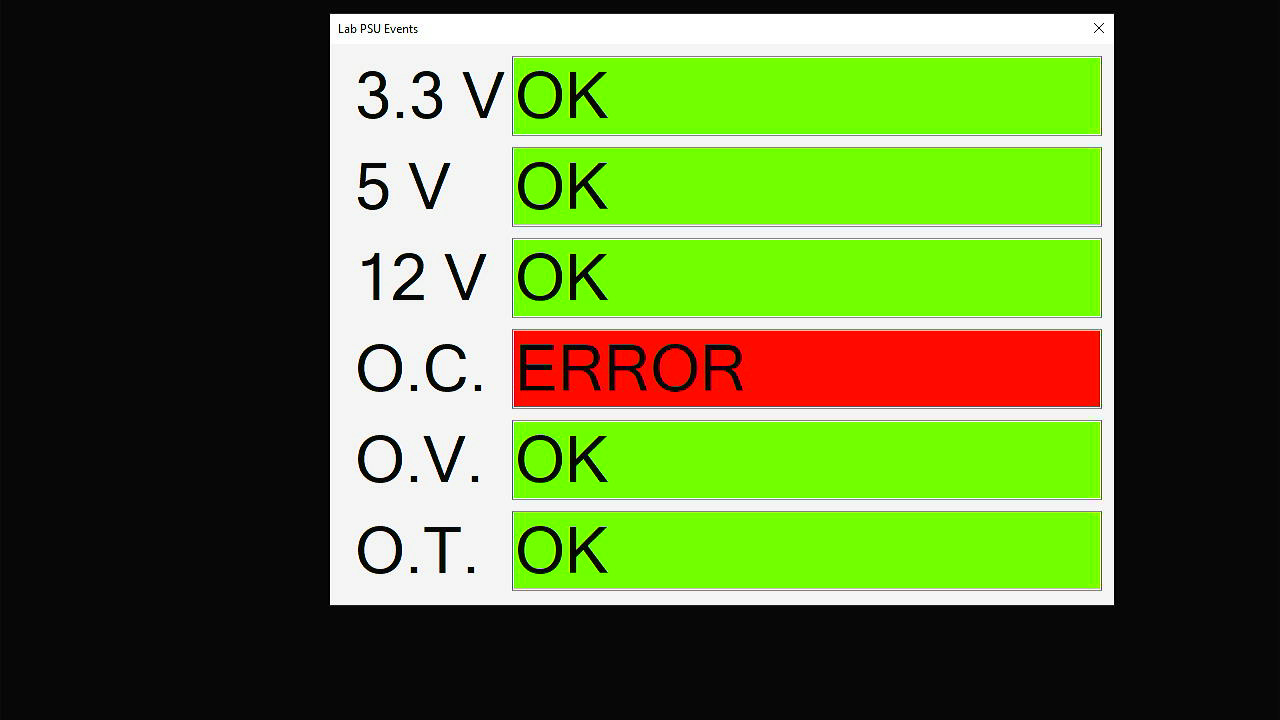 Lab PSU Events
3.3 V OK
5 V OK
12 V OK
O.C. ERROR
O.V. OK
O.T. OK